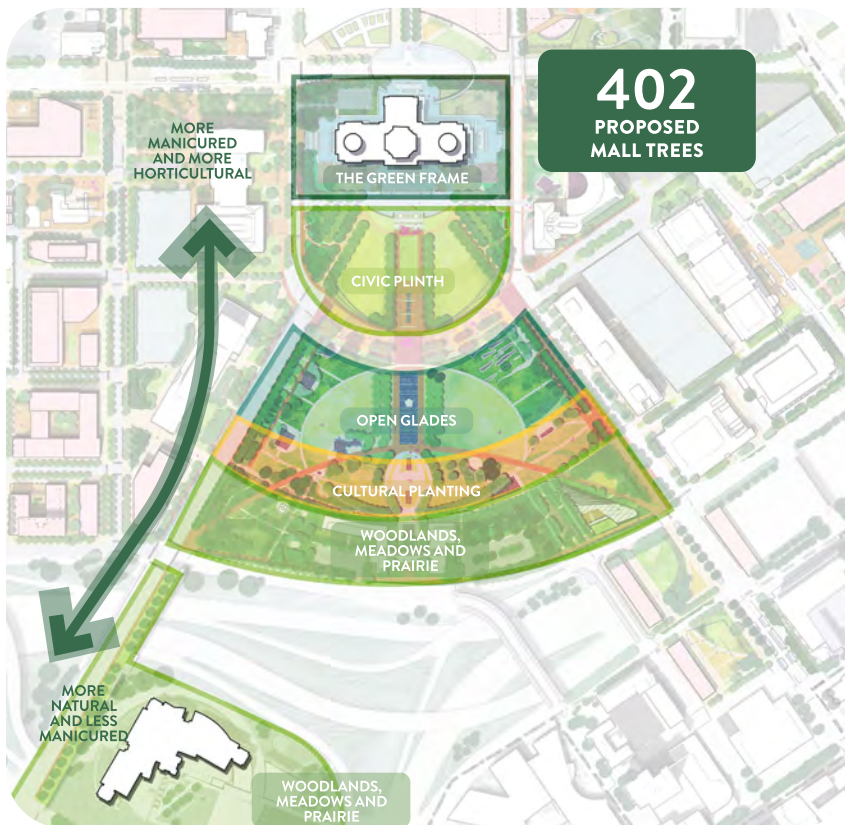 402
PROPOSED
MALL TREES
MORE
MANICURED
AND MORE
HORTICULTURAL
THE GREEN FRAME
CIVIC PLINTH
OPEN GLADES
CULTURAL PLANTING
WOODLANDS,
MEADOWS AND
PRAIRIE
MORE
NATURAL
AND LESS
MANICURED
WOODLANDS,
MEADOWS AND
PRAIRIE